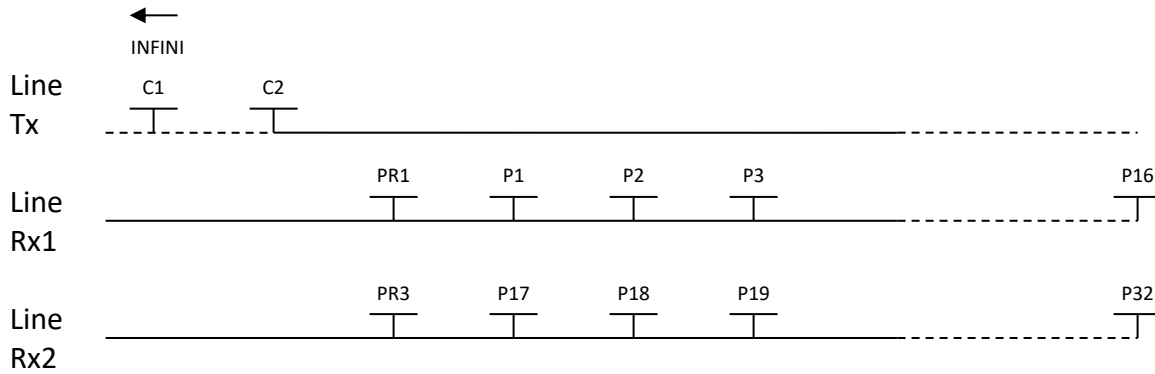 INFINI
Line
Tx
C1 C2
Line
Rx1
PR1 P1 P2 P3 P16
Line
Rx2
PR3 P17 P18 P19 P32